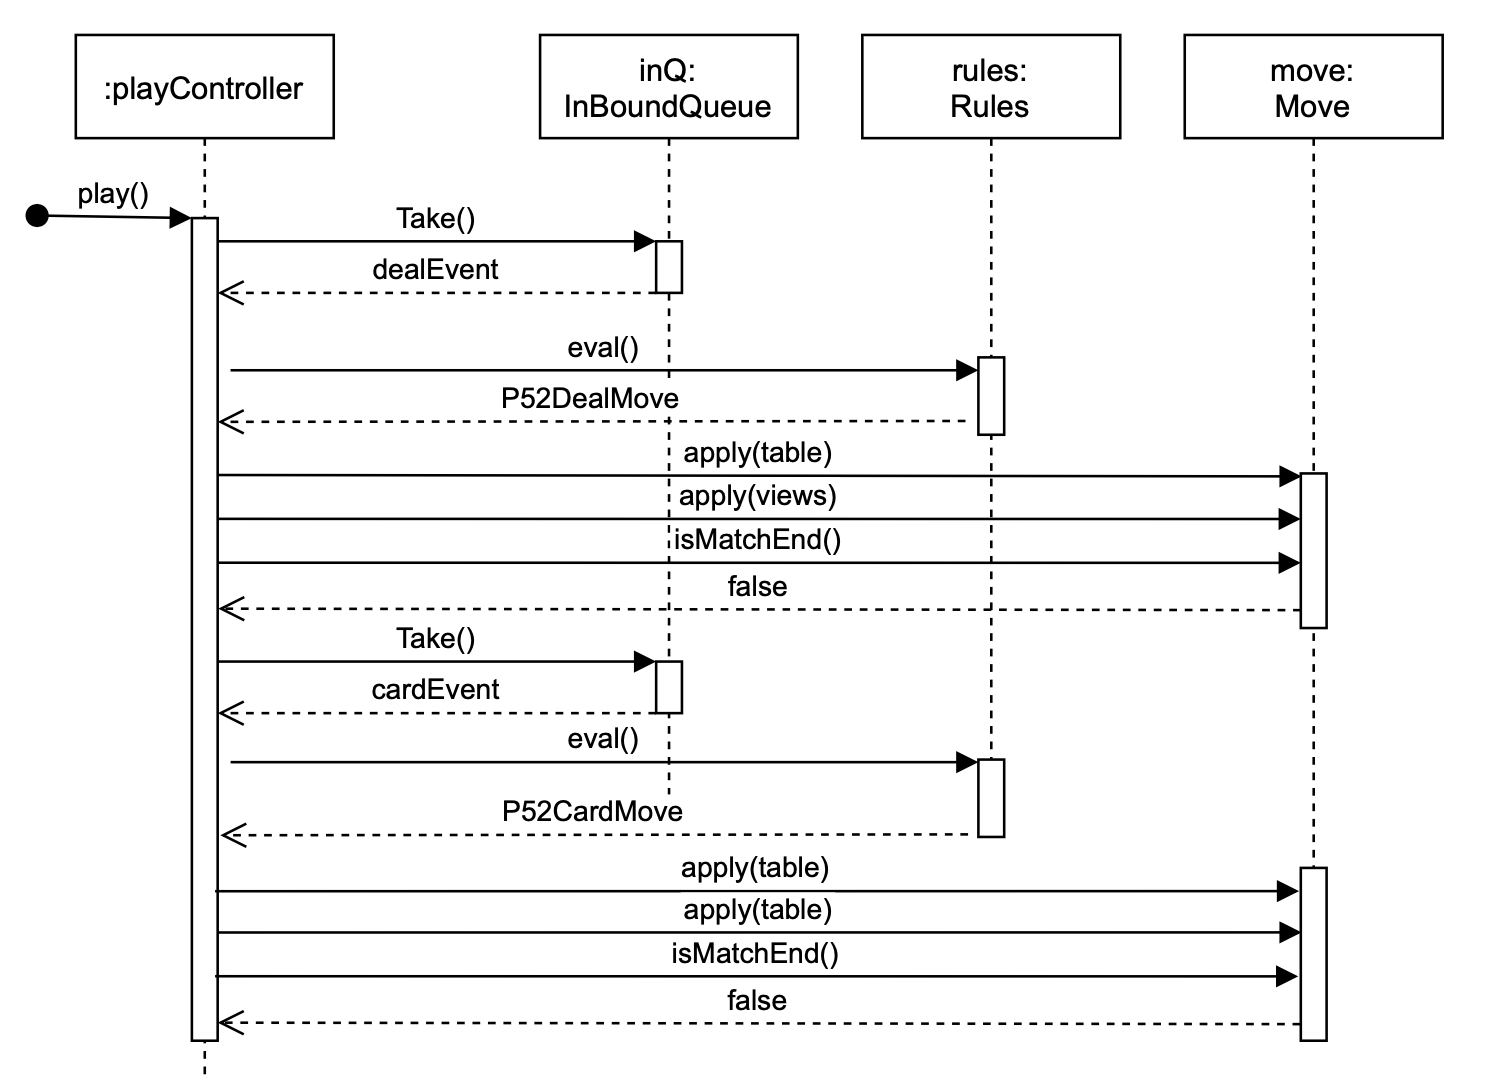 :playController
inQ:
InBoundQueue
rules:
Rules
move:
Move
play()
Take()
dealEvent
eval()
P52DealMove
apply(table)
apply(views)
isMatchEnd()
false
Take()
cardEvent
eval()
P52CardMove
apply(table)
apply(table)
isMatchEnd()
false